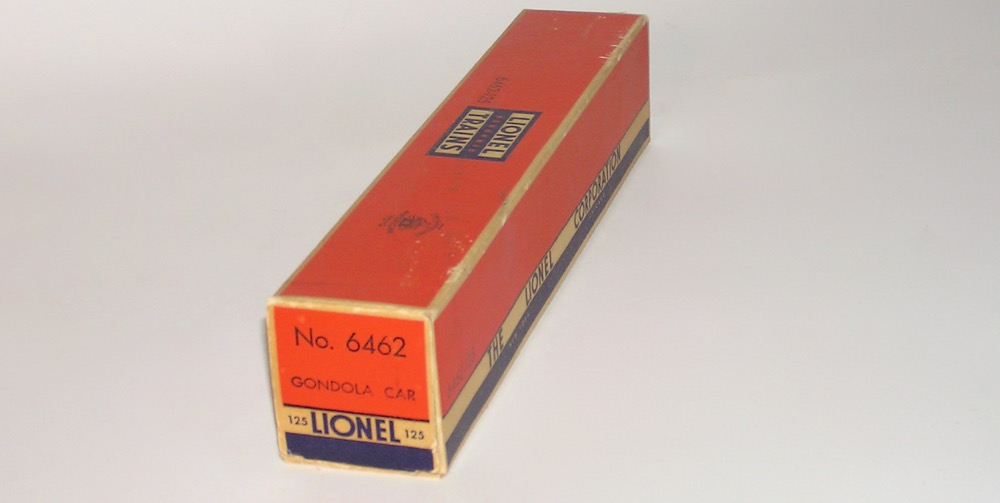 No. 6462
GONDOLA CAR
125 LIONEL 125
LIONEL
TRAINS
THE LIONEL CORPORATION